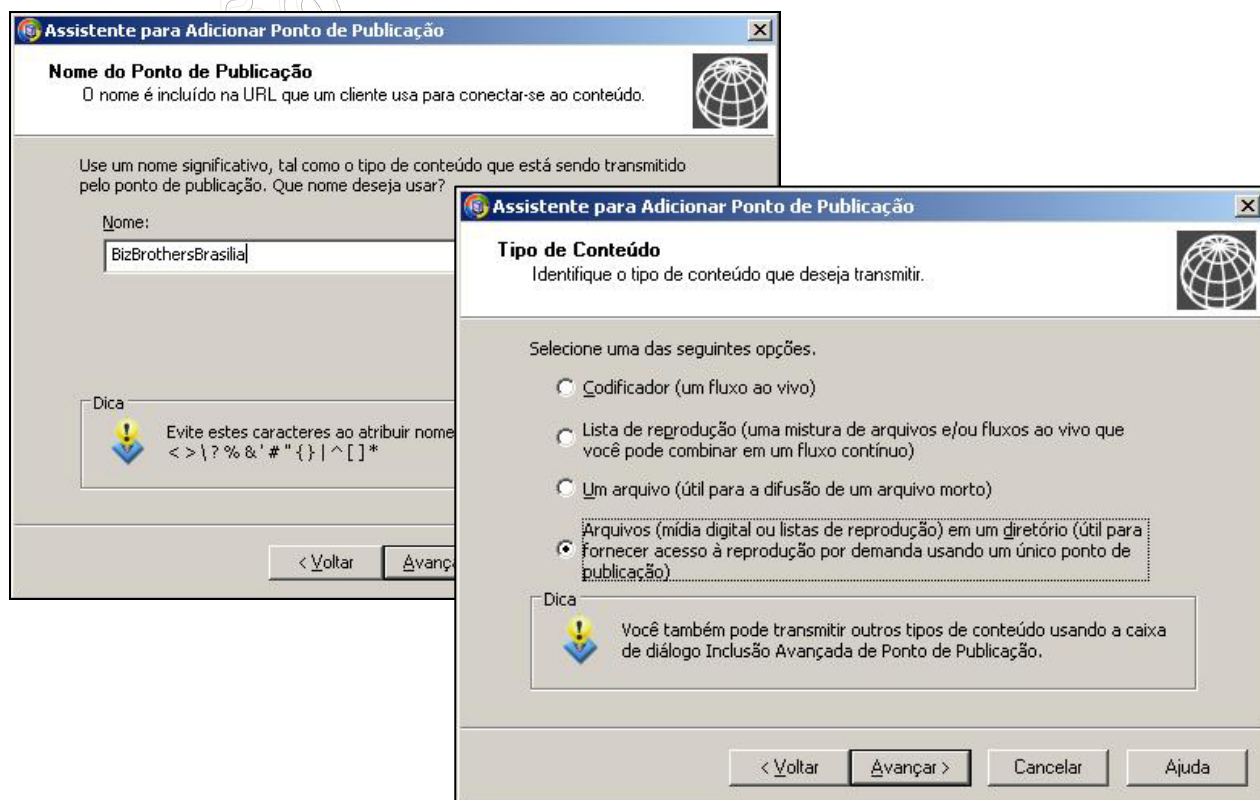 Assistente para Adicionar Ponto de Publicação
Nome do Ponto de Publicação
O nome é incluído na URL que um cliente usa para conectar-se ao conteúdo.
Use um nome significativo, tal como o tipo de conteúdo que está sendo transmitido
pelo ponto de publicação. Que nome deseja usar?
Nome:
BizBrothersBrasilia
Dica
Evite estes caracteres ao atribuir nome
< > \ ? % & ' # " { } | ^ [ ] *
< Voltar
Assistente para Adicionar Ponto de Publicação
Tipo de Conteúdo
Identifique o tipo de conteúdo que deseja transmitir.
Selecione uma das seguintes opções.
Codificador (um fluxo ao vivo)
Lista de reprodução (uma mistura de arquivos e/ou fluxos ao vivo que
você pode combinar em um fluxo contínuo)
Um arquivo (útil para a difusão de um arquivo morto)
Arquivos (mídia digital ou listas de reprodução) em um diretório (útil para
fornecer acesso à reprodução por demanda usando um único ponto de
publicação)
Dica
Você também pode transmitir outros tipos de conteúdo usando a caixa
de diálogo Inclusão Avançada de Ponto de Publicação.
< Voltar
Avançar >
Cancelar
Ajuda